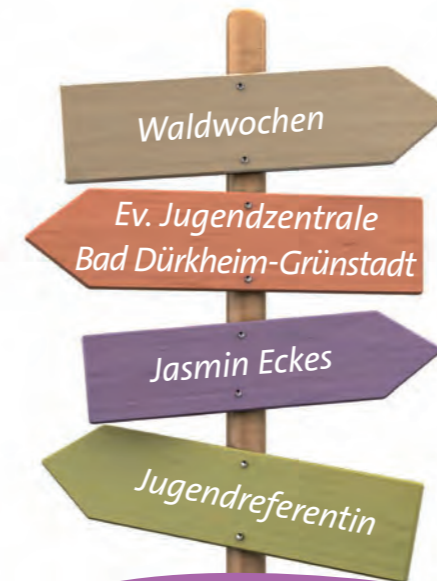 Waldwochen
Ev. Jugendzentrale
Bad Dürkheim-Grünstadt
Jasmin Eckes
Jugendreferentin